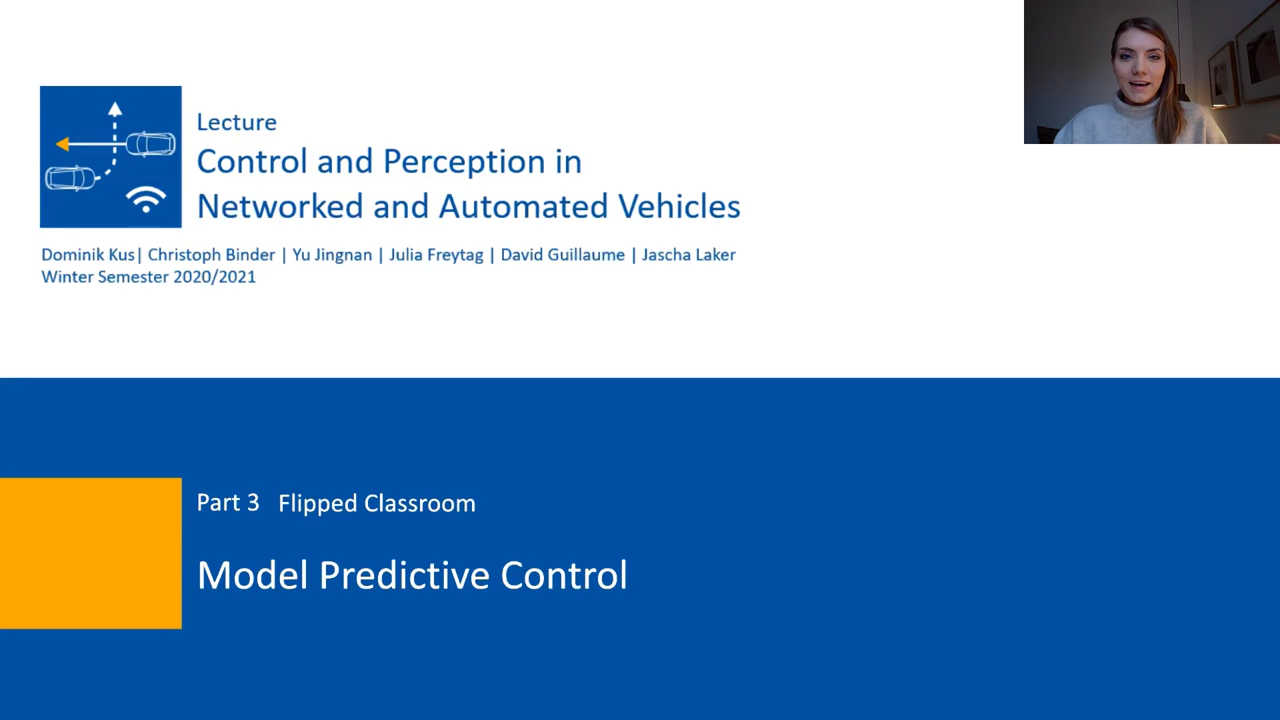 Lecture
Control and Perception in
Networked and Automated Vehicles
Dominik Kus| Christoph Binder | Yu Jingnan | Julia Freytag | David Guillaume | Jascha Laker
Winter Semester 2020/2021
Part 3 Flipped Classroom
Model Predictive Control